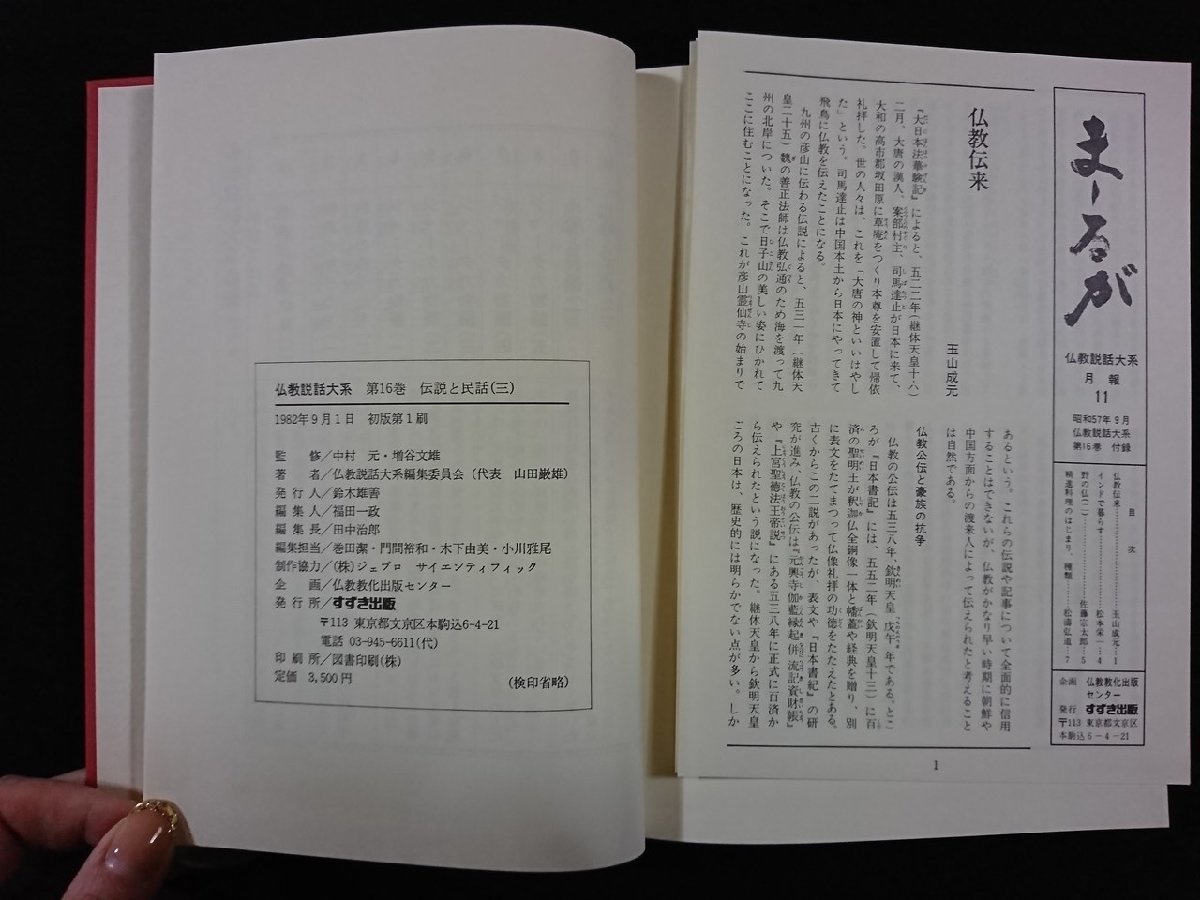 仏教説話大系 第16巻 伝説と民話(三)
1982年9月1日 初版第1刷
監修/中村 元・増谷文雄
著者/仏教説話大系編集委員会〔代表 山田巌雄〕
発行人/鈴木雄善
編集人/福田一政
編集長/田中治郎
編集担当/巻田潔・門間裕和・木下由美・小川雅尾
制作協力/(株)ジェプロ サイエンティフィック
企画/仏教教化出版センター
発行所/すずき出版
〒113 東京都文京区本駒込6-4-21
電話 03-945-6611(代)
印刷所/図書印刷(株)
定価 3,500円
(検印省略)
まーるが
仏教説話大系
月報
11
昭和57年9月
仏教説話大系
第16巻 付録
目次
仏教伝来……玉山成元…1
インドで暮らす……松本栄一…4
野の仏(二)……佐藤宗太郎…5
精進料理のはじまり、種類……松濤弘道…7
企画 仏教教化出版
センター
発行 すずき出版
〒113 東京都文京区
本駒込6-4-21
仏教伝来
玉山成元
『大日本法華験記』によると、五二二年(継体天皇十六)
二月、大唐の漢人、案部村主、司馬達止が日本に来て、
大和の高市郡坂田原に草庵をつくり本尊を安置して帰依
礼拝した。世の人々は、これを「大唐の神といいはやし
た」という。司馬達止は中国本土から日本にやってきて
飛鳥に仏教を伝えたことになる。
九州の彦山に伝わる伝説によると、五三一年(継体天
皇二十五)魏の善正法師は仏教弘通のため海を渡って九
州の北岸についた。そこで日子山の美しい姿にひかれて
ここに住むことになった。これが彦山霊仙寺の始まりで
あるという。これらの伝説や記事について全面的に信用
することはできないが、仏教がかなり早い時期に朝鮮や
中国方面からの渡来人によって伝えられたと考えること
は自然である。
仏教公伝と豪族の抗争
仏教の公伝は五三八年(欽明天皇 戊午)年である。とこ
ろが『日本書記』には、五五二年(欽明天皇十三)に百
済の聖明王が釈迦仏金銅像一体と幡蓋や経典を贈り、別
に表文をたてまつって仏像礼拝の功徳をたたえたとある。
古くからこの二説があったが、表文や『日本書紀』の研
究が進み、仏教の公伝は『元興寺伽藍縁起併流記資財帳』
や『上宮聖徳法王帝説』にある五三八年に正式に百済か
ら伝えられたという説になった。継体天皇から欽明天皇
ごろの日本は、歴史的には明らかでない点が多い。しか
1